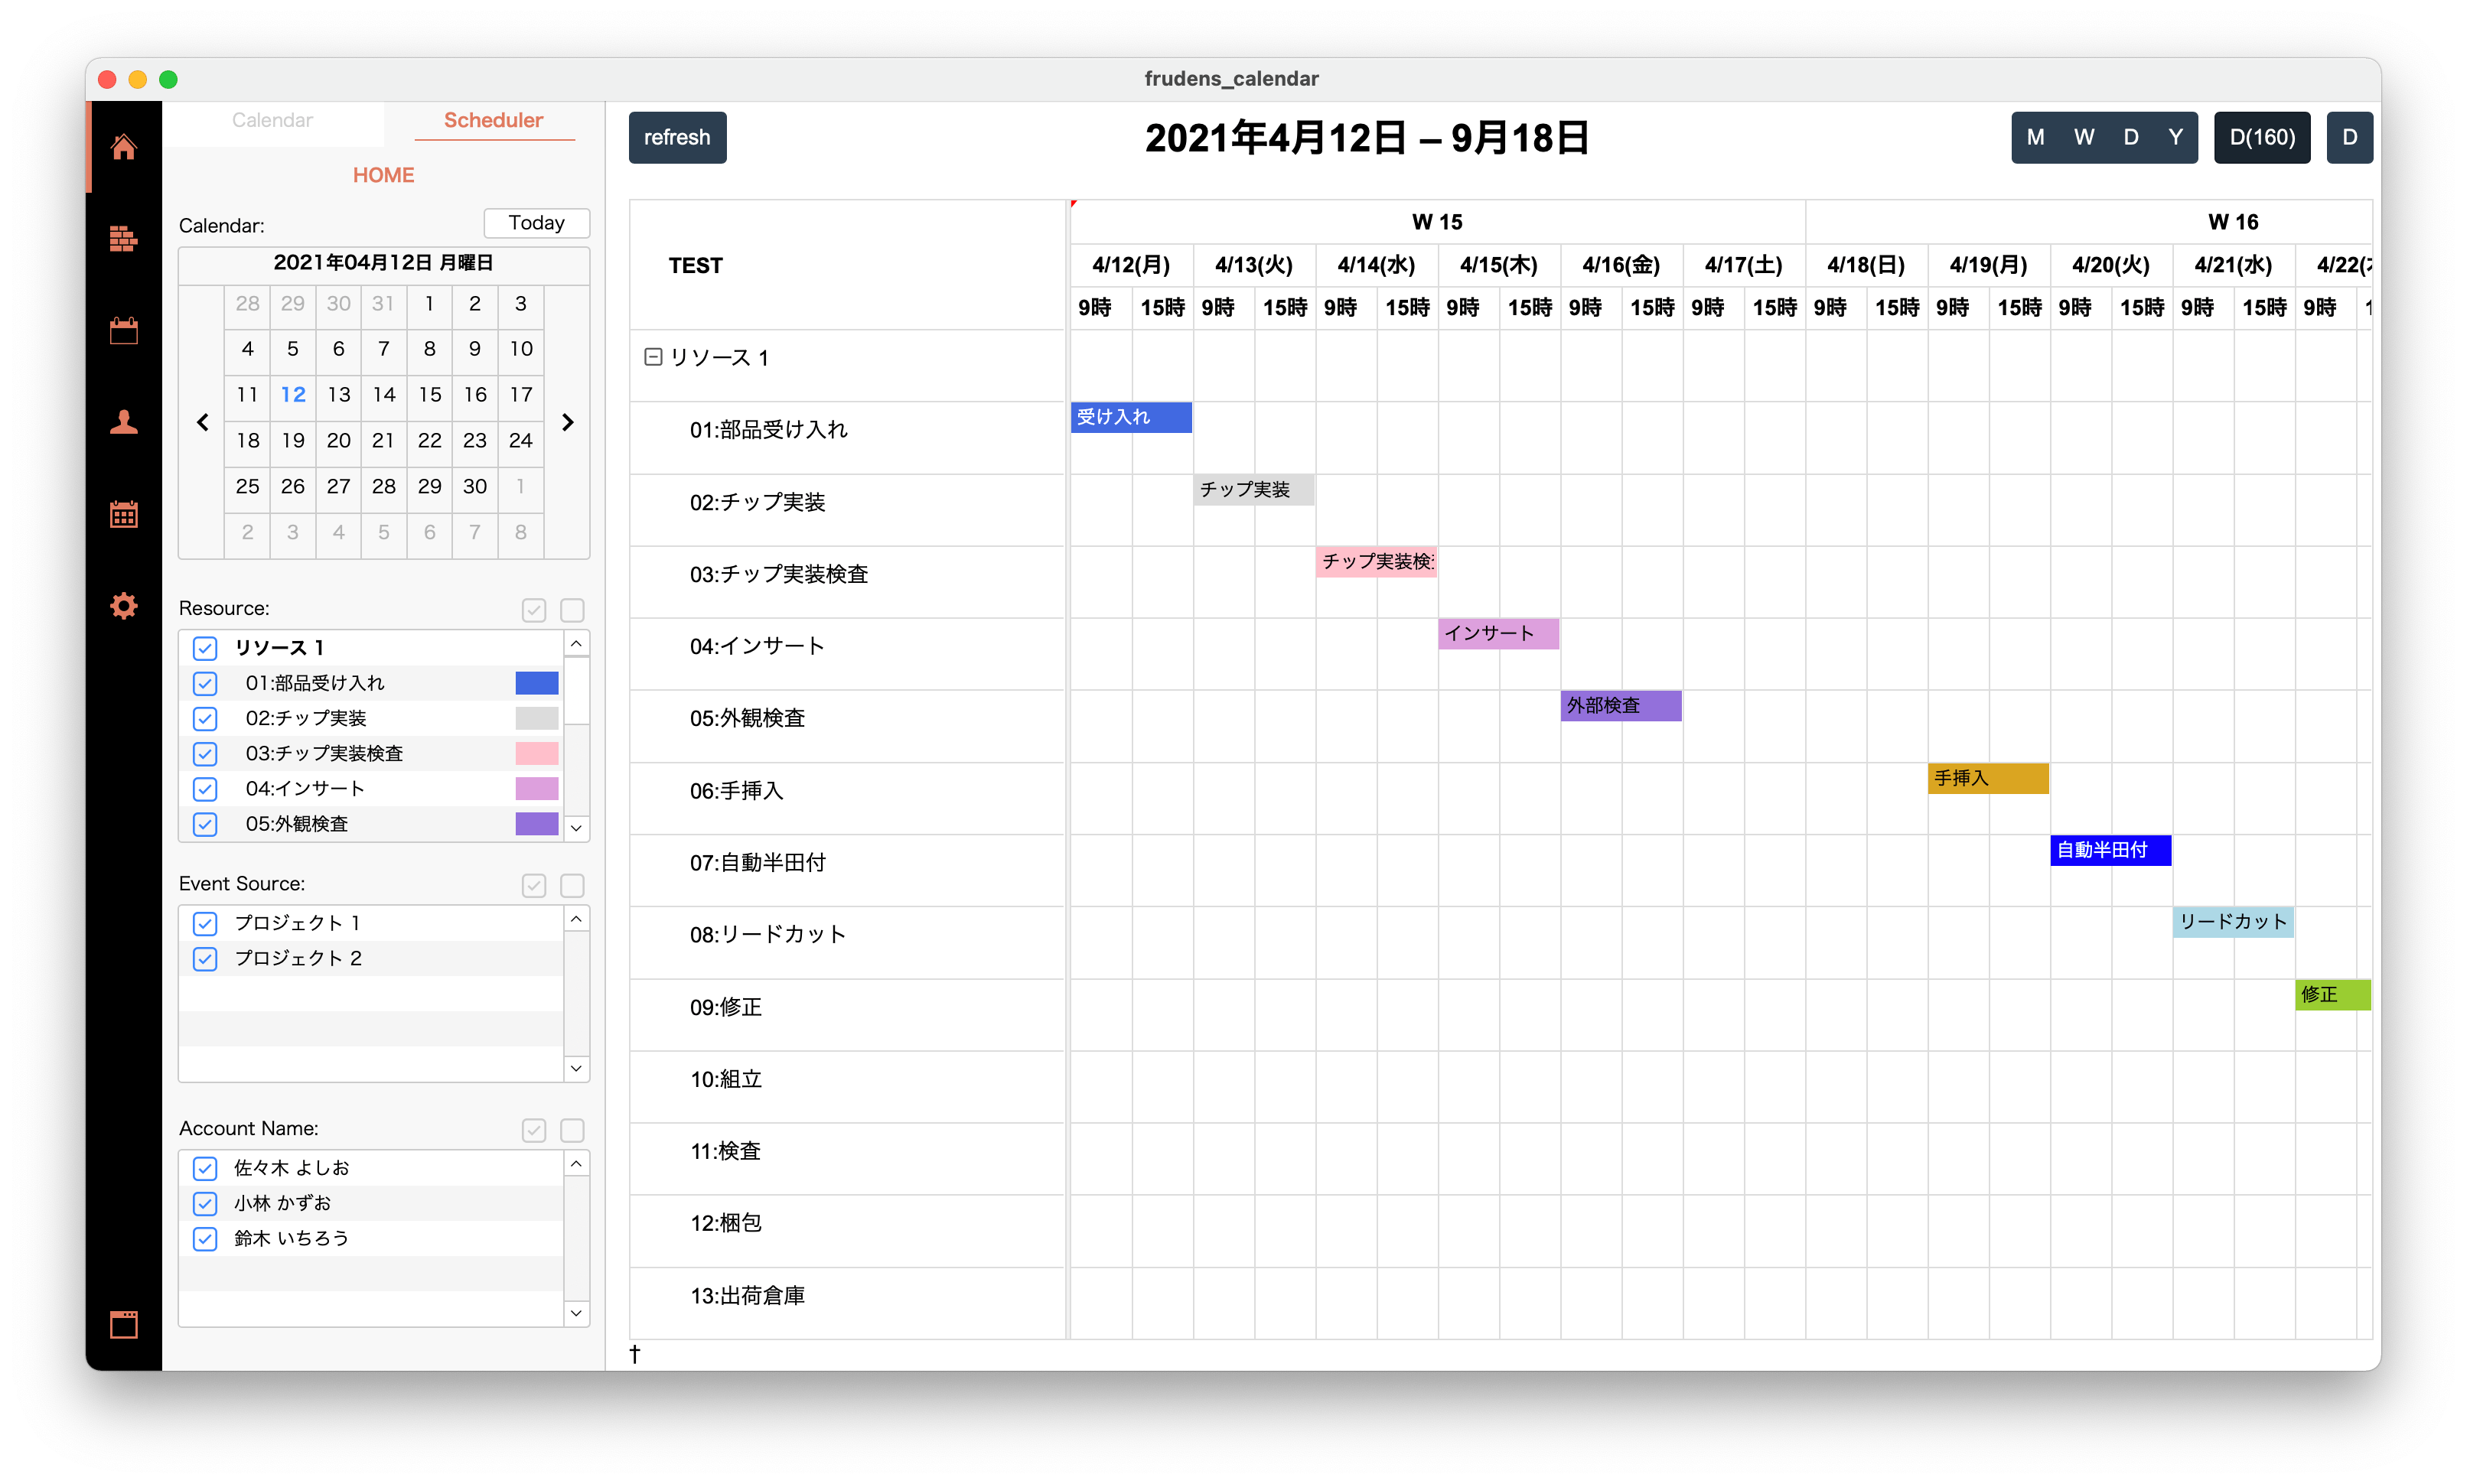 frudens_calendar
Calendar
Scheduler
HOME
Calendar:
Today
2021年04月12日 月曜日
28 29 30 31 1 2 3
4 5 6 7 8 9 10
11 12 13 14 15 16 17
18 19 20 21 22 23 24
25 26 27 28 29 30 1
2 3 4 5 6 7 8
Resource:
リソース 1
01:部品受け入れ
02:チップ実装
03:チップ実装検査
04:インサート
05:外観検査
Event Source:
プロジェクト 1
プロジェクト 2
Account Name:
佐々木 よしお
小林 かずお
鈴木 いちろう
refresh
2021年4月12日 – 9月18日
M W D Y
D(160)
D
TEST
W 15
W 16
4/12(月) 4/13(火) 4/14(水) 4/15(木) 4/16(金) 4/17(土) 4/18(日) 4/19(月) 4/20(火) 4/21(水) 4/22(
9時 15時 9時 15時 9時 15時 9時 15時 9時 15時 9時 15時 9時 15時 9時 15時 9時 15時 9時 15時 9時
リソース 1
01:部品受け入れ
受け入れ
02:チップ実装
チップ実装
03:チップ実装検査
チップ実装検
04:インサート
インサート
05:外観検査
外部検査
06:手挿入
手挿入
07:自動半田付
自動半田付
08:リードカット
リードカット
09:修正
修正
10:組立
11:検査
12:梱包
13:出荷倉庫
†